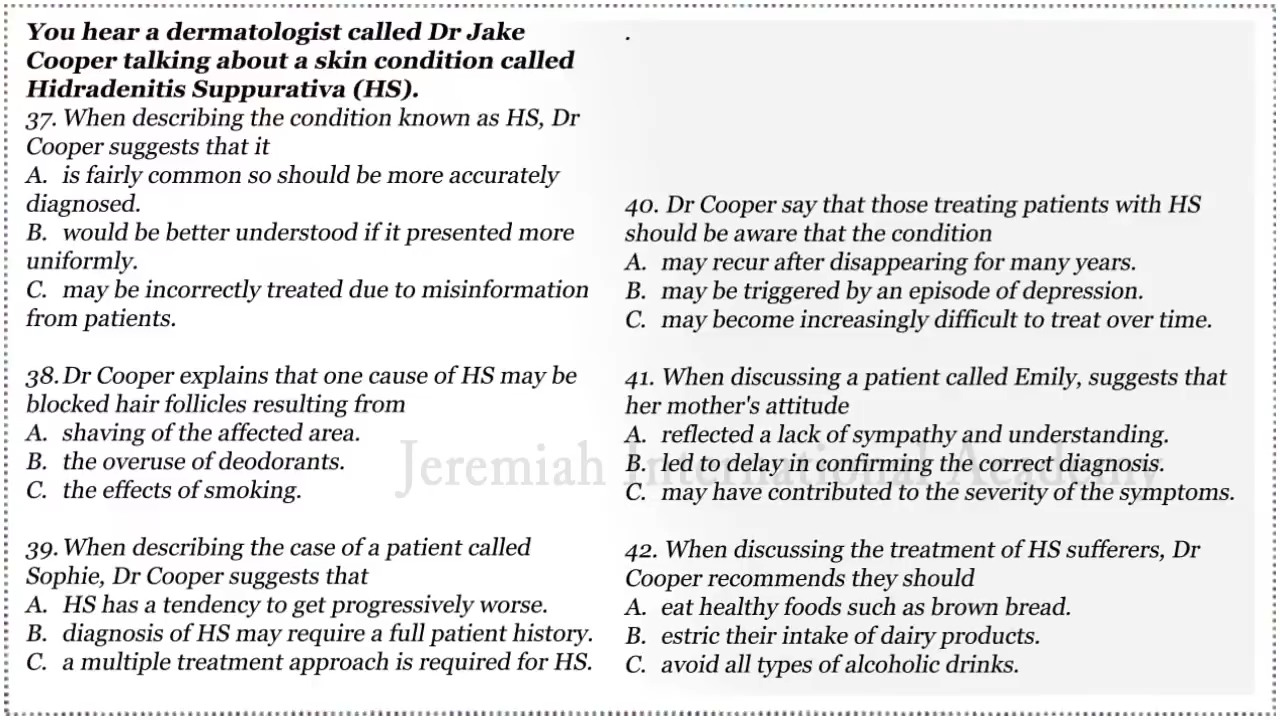 You hear a dermatologist called Dr Jake
Cooper talking about a skin condition called
Hidradenitis Suppurativa (HS).
37. When describing the condition known as HS, Dr
Cooper suggests that it
A. is fairly common so should be more accurately
diagnosed.
B. would be better understood if it presented more
uniformly.
C. may be incorrectly treated due to misinformation
from patients.
38. Dr Cooper explains that one cause of HS may be
blocked hair follicles resulting from
A. shaving of the affected area.
B. the overuse of deodorants.
C. the effects of smoking.
39. When describing the case of a patient called
Sophie, Dr Cooper suggests that
A. HS has a tendency to get progressively worse.
B. diagnosis of HS may require a full patient history.
C. a multiple treatment approach is required for HS.
.
40. Dr Cooper say that those treating patients with HS
should be aware that the condition
A. may recur after disappearing for many years.
B. may be triggered by an episode of depression.
C. may become increasingly difficult to treat over time.
41. When discussing a patient called Emily, suggests that
her mother's attitude
A. reflected a lack of sympathy and understanding.
B. led to delay in confirming the correct diagnosis.
C. may have contributed to the severity of the symptoms.
42. When discussing the treatment of HS sufferers, Dr
Cooper recommends they should
A. eat healthy foods such as brown bread.
B. estric their intake of dairy products.
C. avoid all types of alcoholic drinks.
Jeremiah International Academy